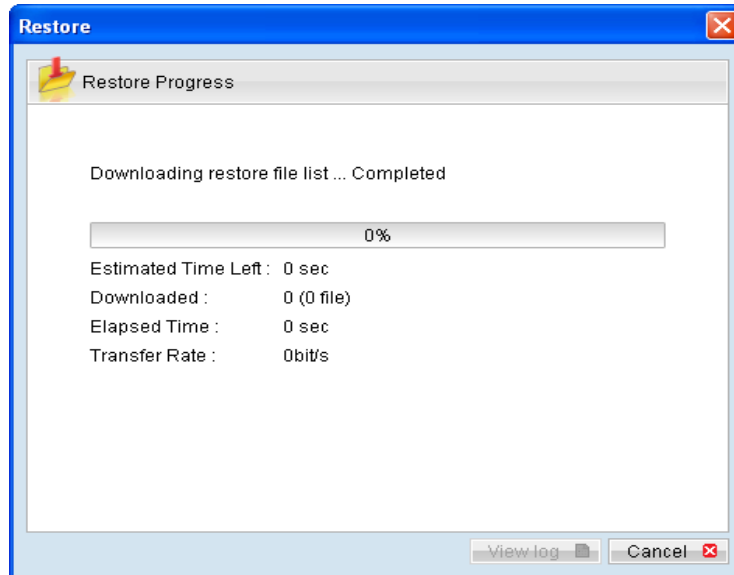 Restore
Restore Progress
Downloading restore file list ... Completed
0%
Estimated Time Left : 0 sec
Downloaded : 0 (0 file)
Elapsed Time : 0 sec
Transfer Rate : 0bit/s
View log Cancel